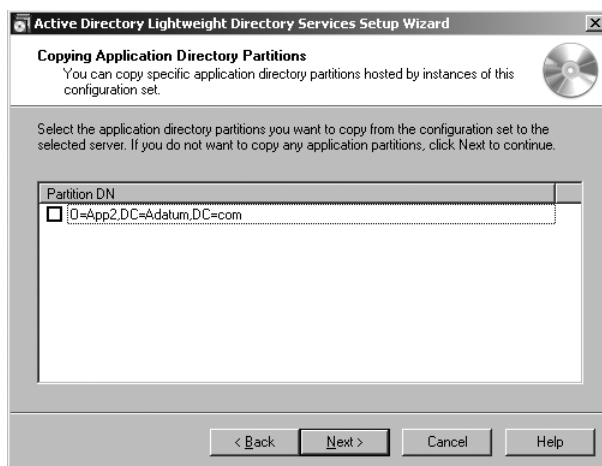 Active Directory Lightweight Directory Services Setup Wizard
Copying Application Directory Partitions
You can copy specific application directory partitions hosted by instances of this
configuration set.
Select the application directory partitions you want to copy from the configuration set to the
selected server. If you do not want to copy any application partitions, click Next to continue.
Partition DN
O=App2,DC=Adatum,DC=com
< Back Next > Cancel Help